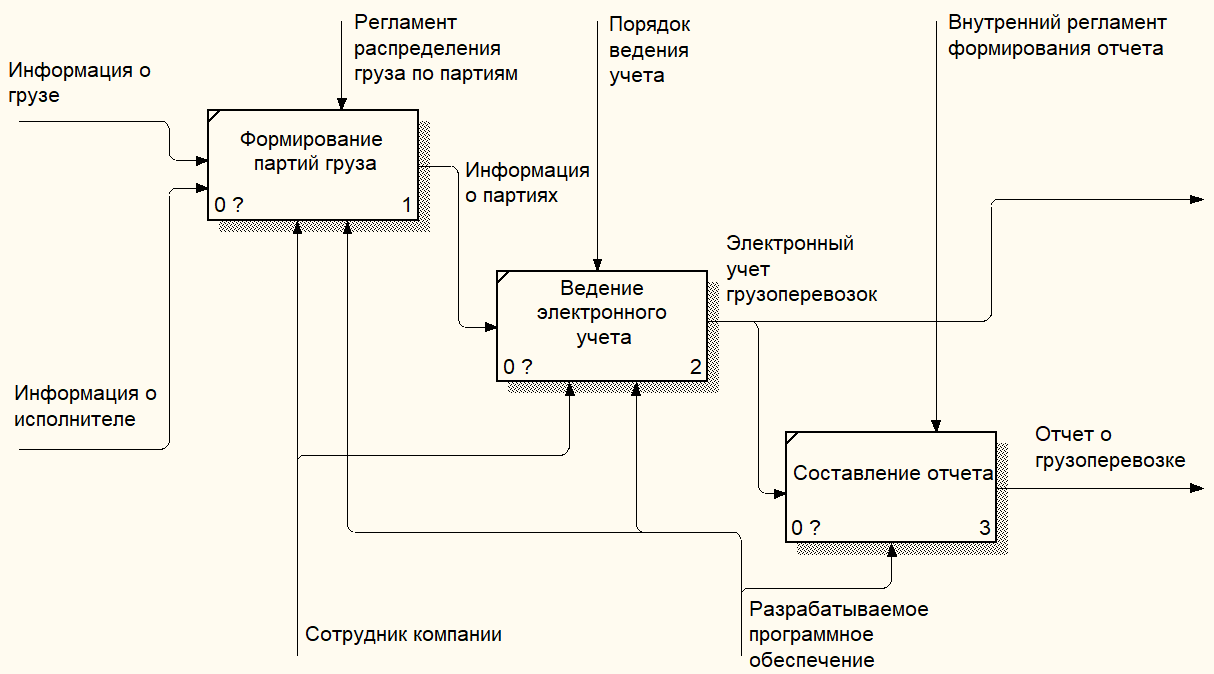 Регламент
распределения
груза по партиям
Порядок
ведения
учета
Внутренний регламент
формирования отчета
Информация о
грузе
Формирование
партий груза
0 ?
1
Информация
о партиях
Электронный
учет
грузоперевозок
Ведение
электронного
учета
0 ?
2
Информация о
исполнителе
Отчет о
грузоперевозке
Составление отчета
0 ?
3
Сотрудник компании
Разрабатываемое
программное
обеспечение